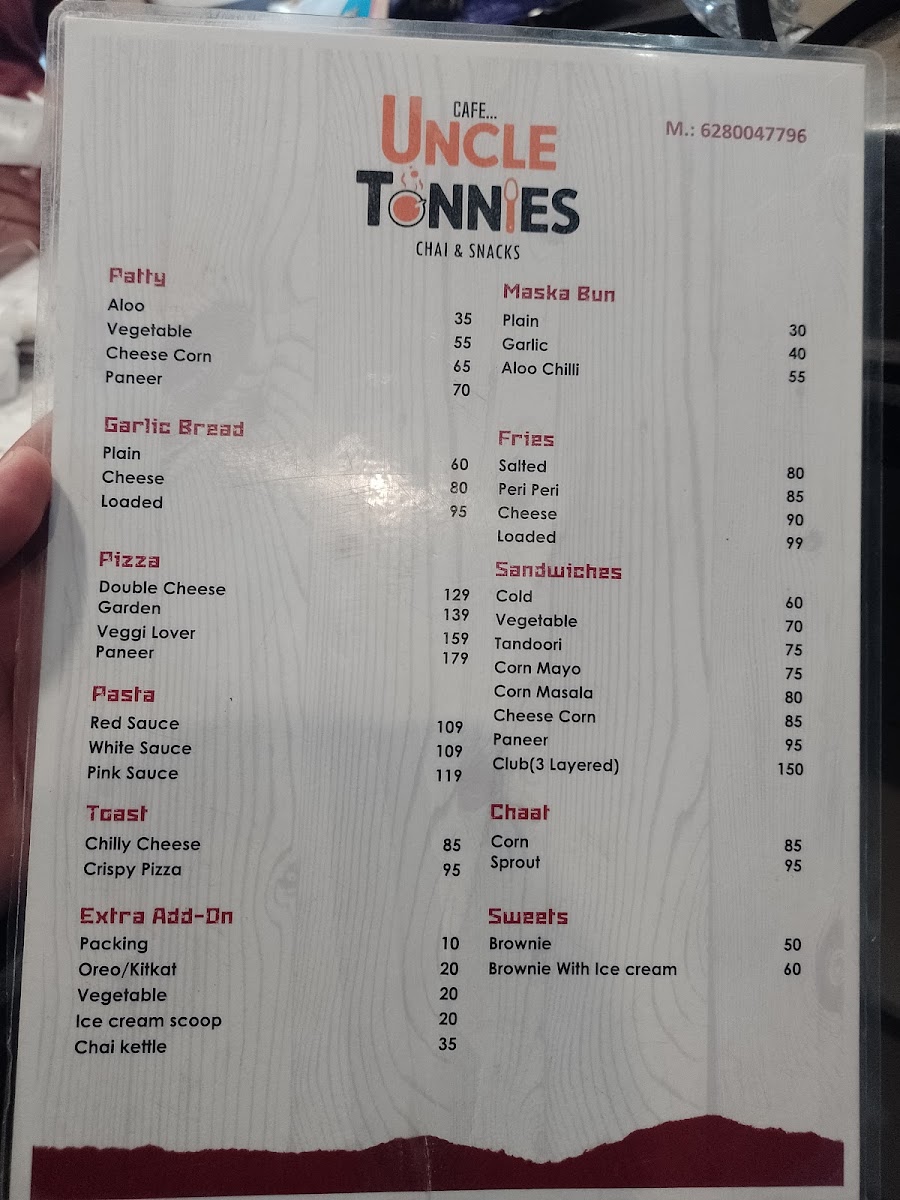 CAFE...
UNCLE
TONNIES
CHAI & SNACKS
M.: 6280047796
Patty
Aloo 35
Vegetable 55
Cheese Corn 65
Paneer 70
Garlic Bread
Plain 60
Cheese 80
Loaded 95
Pizza
Double Cheese 129
Garden 139
Veggi Lover 159
Paneer 179
Pasta
Red Sauce 109
White Sauce 109
Pink Sauce 119
Toast
Chilly Cheese 85
Crispy Pizza 95
Extra Add-On
Packing 10
Oreo/Kitkat 20
Vegetable 20
Ice cream scoop 20
Chai kettle 35
Maska Bun
Plain 30
Garlic 40
Aloo Chilli 55
Fries
Salted 80
Peri Peri 85
Cheese 90
Loaded 99
Sandwiches
Cold 60
Vegetable 70
Tandoori 75
Corn Mayo 75
Corn Masala 80
Cheese Corn 85
Paneer 95
Club(3 Layered) 150
Chaat
Corn 85
Sprout 95
Sweets
Brownie 50
Brownie With Ice cream 60